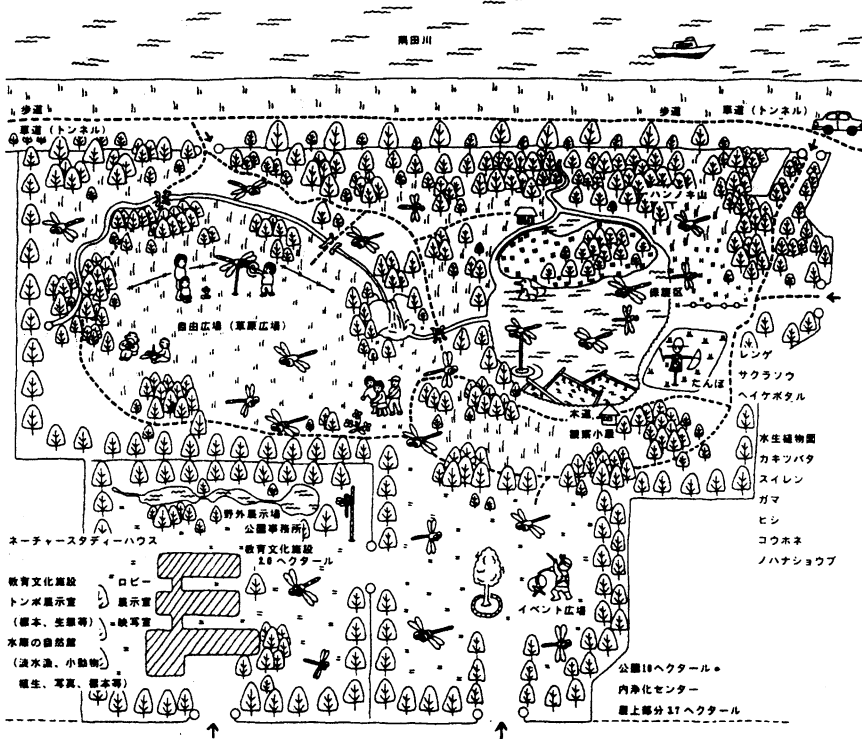 隅田川
歩道
車道（トンネル）
歩道
車道（トンネル）
ハンノ木山
保護区
自由広場（草原広場）
レンゲ
サクラソウ
ヘイケボタル
たんぼ
木道
観察小屋
水生植物園
カキツバタ
スイレン
ガマ
ヒシ
コウホネ
ノハナショウブ
野外展示場
公園事務所
ネーチャースタディーハウス
教育文化施設
2.0ヘクタール
教育文化施設
トンボ展示室
（標本、生態等）
水原の自然館
（淡水漁、小動物
植生、写真、標本等）
ロビー
展示室
映写室
イベント広場
公園10ヘクタール
内浄化センター
屋上部分3.7ヘクタール